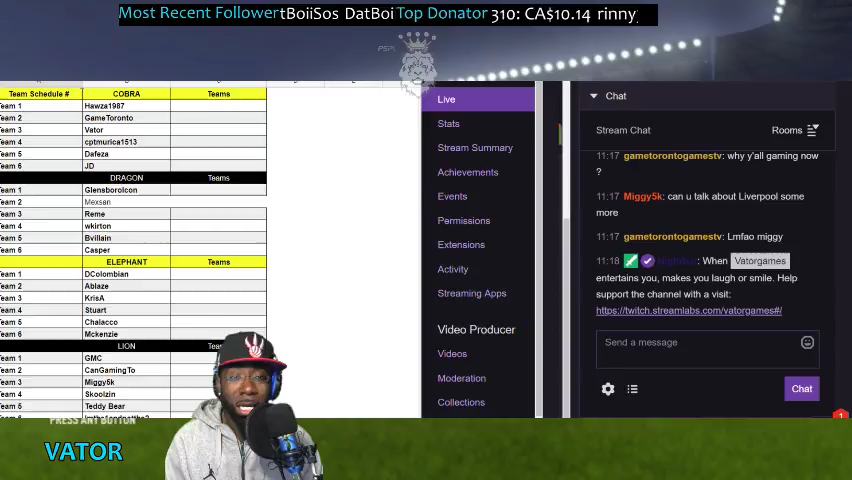 Most Recent Follower tBoiiSos DatBoi Top Donator 310: CA$10.14 rinny
Team Schedule # COBRA Teams
Team 1 Hawza1987
Team 2 GameToronto
Team 3 Vator
Team 4 cptmurica1513
Team 5 Dafeza
Team 6 JD
DRAGON Teams
Team 1 Glensboroicon
Team 2 Mexsan
Team 3 Reme
Team 4 wkirton
Team 5 Bvillain
Team 6 Casper
ELEPHANT Teams
Team 1 DColombian
Team 2 Ablaze
Team 3 KrisA
Team 4 Stuart
Team 5 Chalacco
Team 6 Mckenzie
LION
Team 1 GMC
Team 2 CanGamingTo
Team 3 Miggy5k
Team 4 Skoolzin
Team 5 Teddy Bear
PRESS ANY BUTTON
VATOR
Live
Stats
Stream Summary
Achievements
Events
Permissions
Extensions
Activity
Streaming Apps
Video Producer
Videos
Moderation
Collections
Chat
Stream Chat Rooms
11:17 gametorontogamestv: why y'all gaming now
?
11:17 Miggy5k: can u talk about Liverpool some
more
11:17 gametorontogamestv: Lmfao miggy
11:18 When Vatorgames
entertains you, makes you laugh or smile. Help
support the channel with a visit:
https://twitch.streamlabs.com/vatorgames#/
Send a message
Chat
1